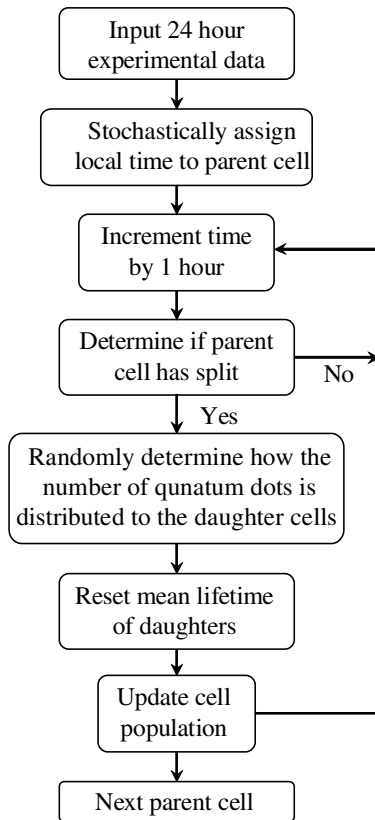 Input 24 hour
experimental data
Stochastically assign
local time to parent cell
Increment time
by 1 hour
Determine if parent
cell has split
No
Yes
Randomly determine how the
number of qunatum dots is
distributed to the daughter cells
Reset mean lifetime
of daughters
Update cell
population
Next parent cell